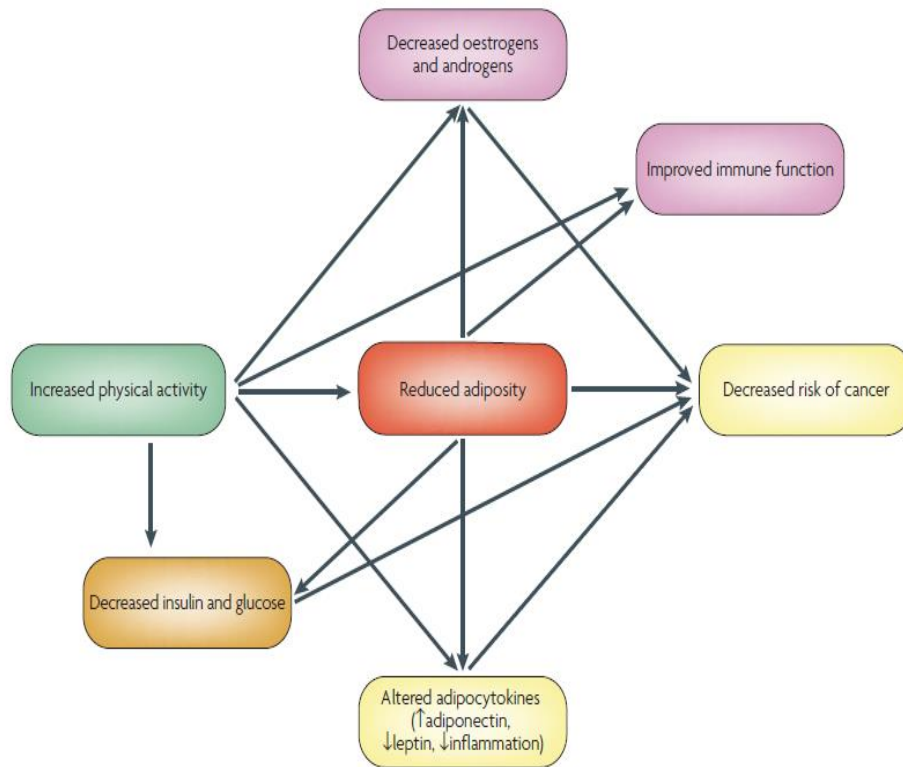 Decreased oestrogens
and androgens
Improved immune function
Increased physical activity
Reduced adiposity
Decreased risk of cancer
Decreased insulin and glucose
Altered adipocytokines
(↑adiponectin,
↓leptin, ↓inflammation)